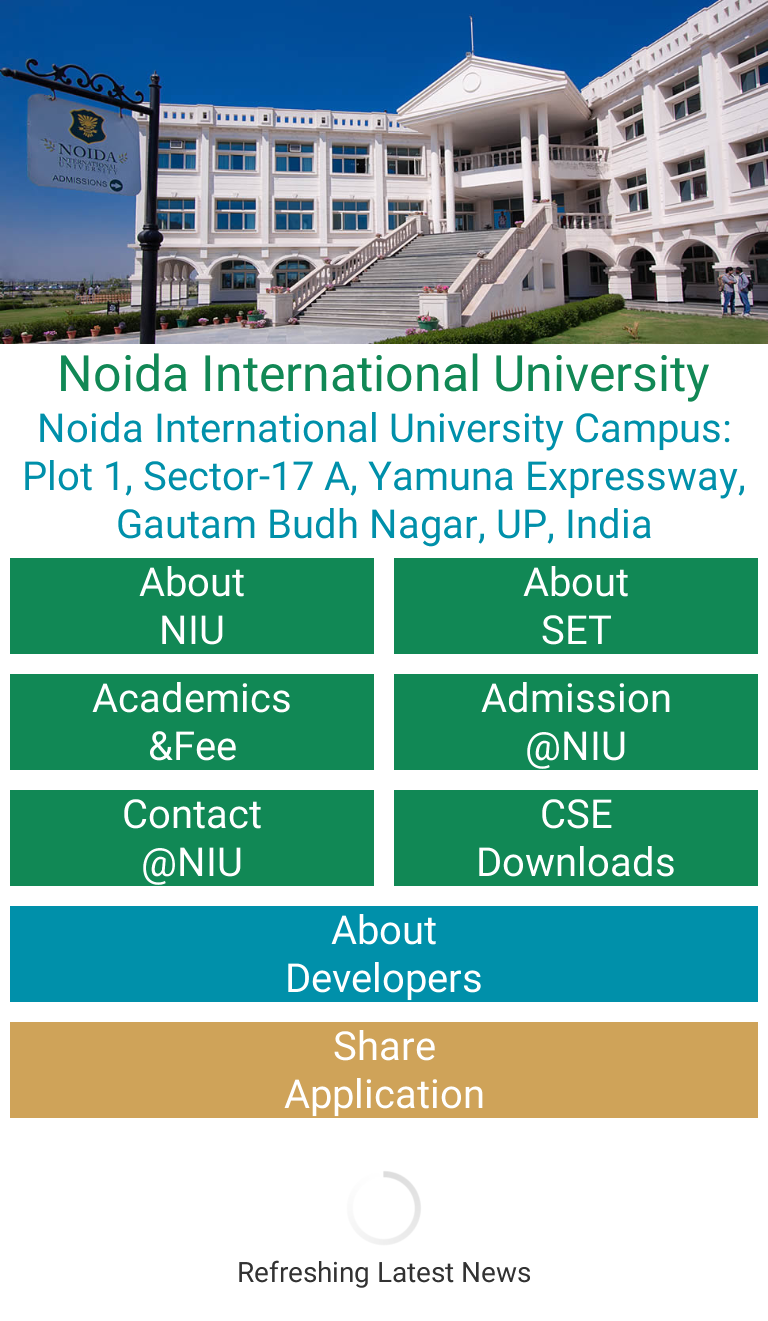 NOIDA
INTERNATIONAL
UNIVERSITY
ADMISSIONS
Noida International University
Noida International University Campus:
Plot 1, Sector-17 A, Yamuna Expressway,
Gautam Budh Nagar, UP, India
About
NIU
About
SET
Academics
&Fee
Admission
@NIU
Contact
@NIU
CSE
Downloads
About
Developers
Share
Application
Refreshing Latest News